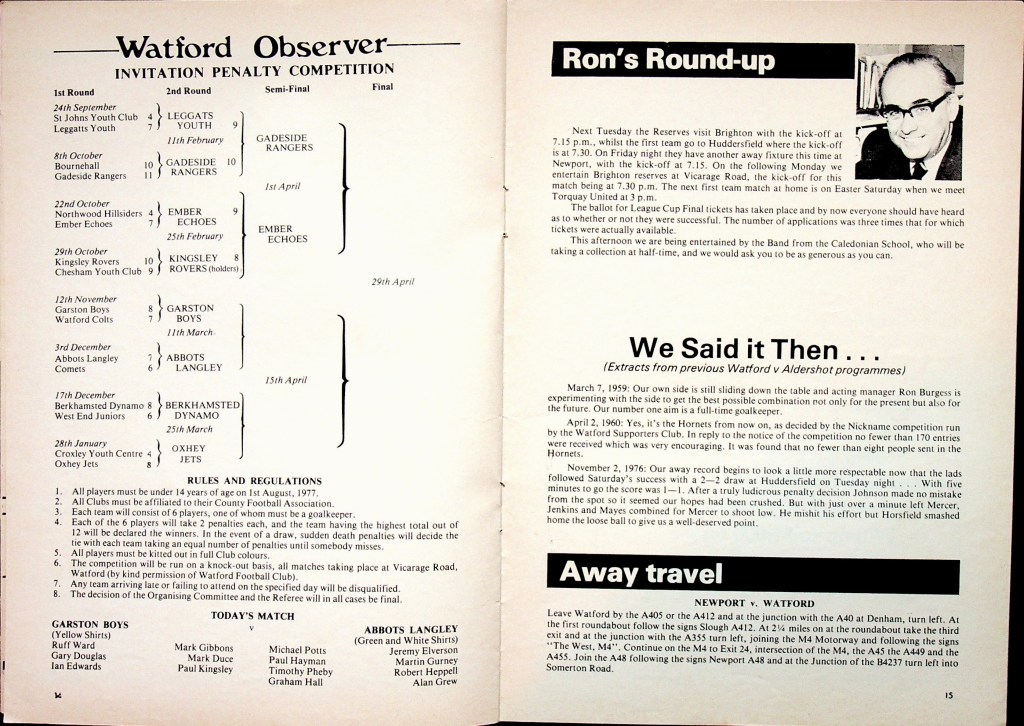 Watford Observer
INVITATION PENALTY COMPETITION
1st Round 2nd Round Semi-Final Final
24th September
St Johns Youth Club 4
Leggatts Youth 7
LEGGATS
YOUTH 9
11th February
8th October
Bournehall 10
Gadeside Rangers 11
GADESIDE 10
RANGERS
GADESIDE
RANGERS
1st April
22nd October
Northwood Hillsiders 4
Ember Echoes 7
EMBER 9
ECHOES
25th February
29th October
Kingsley Rovers 10
Chesham Youth Club 9
KINGSLEY 8
ROVERS (holders)
EMBER
ECHOES
29th April
12th November
Garston Boys 8
Watford Colts 7
GARSTON
BOYS
11th March
3rd December
Abbots Langley 7
Comets 6
ABBOTS
LANGLEY
15th April
17th December
Berkhamsted Dynamo 8
West End Juniors 6
BERKHAMSTED
DYNAMO
25th March
28th January
Croxley Youth Centre 4
Oxhey Jets 8
OXHEY
JETS
RULES AND REGULATIONS
1. All players must be under 14 years of age on 1st August, 1977.
2. All Clubs must be affiliated to their County Football Association.
3. Each team will consist of 6 players, one of whom must be a goalkeeper.
4. Each of the 6 players will take 2 penalties each, and the team having the highest total out of
12 will be declared the winners. In the event of a draw, sudden death penalties will decide the
tie with each team taking an equal number of penalties until somebody misses.
5. All players must be kitted out in full Club colours.
6. The competition will be run on a knock-out basis, all matches taking place at Vicarage Road,
Watford (by kind permission of Watford Football Club).
7. Any team arriving late or failing to attend on the specified day will be disqualified.
8. The decision of the Organising Committee and the Referee will in all cases be final.
TODAY'S MATCH
GARSTON BOYS v ABBOTS LANGLEY
(Yellow Shirts) (Green and White Shirts)
Ruff Ward Mark Gibbons Michael Potts Jeremy Elverson
Gary Douglas Mark Duce Paul Hayman Martin Gurney
Ian Edwards Paul Kingsley Timothy Pheby Robert Heppell
Graham Hall Alan Grew
14
Ron's Round-up
Next Tuesday the Reserves visit Brighton with the kick-off at
7.15 p.m., whilst the first team go to Huddersfield where the kick-off
is at 7.30. On Friday night they have another away fixture this time at
Newport, with the kick-off at 7.15. On the following Monday we
entertain Brighton reserves at Vicarage Road, the kick-off for this
match being at 7.30 p.m. The next first team match at home is on Easter Saturday when we meet
Torquay United at 3 p.m.
The ballot for League Cup Final tickets has taken place and by now everyone should have heard
as to whether or not they were successful. The number of applications was three times that for which
tickets were actually available.
This afternoon we are being entertained by the Band from the Caledonian School, who will be
taking a collection at half-time, and we would ask you to be as generous as you can.
We Said it Then . . .
(Extracts from previous Watford v Aldershot programmes)
March 7, 1959: Our own side is still sliding down the table and acting manager Ron Burgess is
experimenting with the side to get the best possible combination not only for the present but also for
the future. Our number one aim is a full-time goalkeeper.
April 2, 1960: Yes, it's the Hornets from now on, as decided by the Nickname competition run
by the Watford Supporters Club. In reply to the notice of the competition no fewer than 170 entries
were received which was very encouraging. It was found that no fewer than eight people sent in the
Hornets.
November 2, 1976: Our away record begins to look a little more respectable now that the lads
followed Saturday's success with a 2—2 draw at Huddersfield on Tuesday night . . . With five
minutes to go the score was 1—1. After a truly ludicrous penalty decision Johnson made no mistake
from the spot so it seemed our hopes had been crushed. But with just over a minute left Mercer,
Jenkins and Mayes combined for Mercer to shoot low. He mishit his effort but Horsfield smashed
home the loose ball to give us a well-deserved point.
Away travel
NEWPORT v. WATFORD
Leave Watford by the A405 or the A412 and at the junction with the A40 at Denham, turn left. At
the first roundabout follow the signs Slough A412. At 2¼ miles on at the roundabout take the third
exit and at the junction with the A355 turn left, joining the M4 Motorway and following the signs
"The West, M4". Continue on the M4 to Exit 24, intersection of the M4, the A45 the A449 and the
A455. Join the A48 following the signs Newport A48 and at the Junction of the B4237 turn left into
Somerton Road.
15